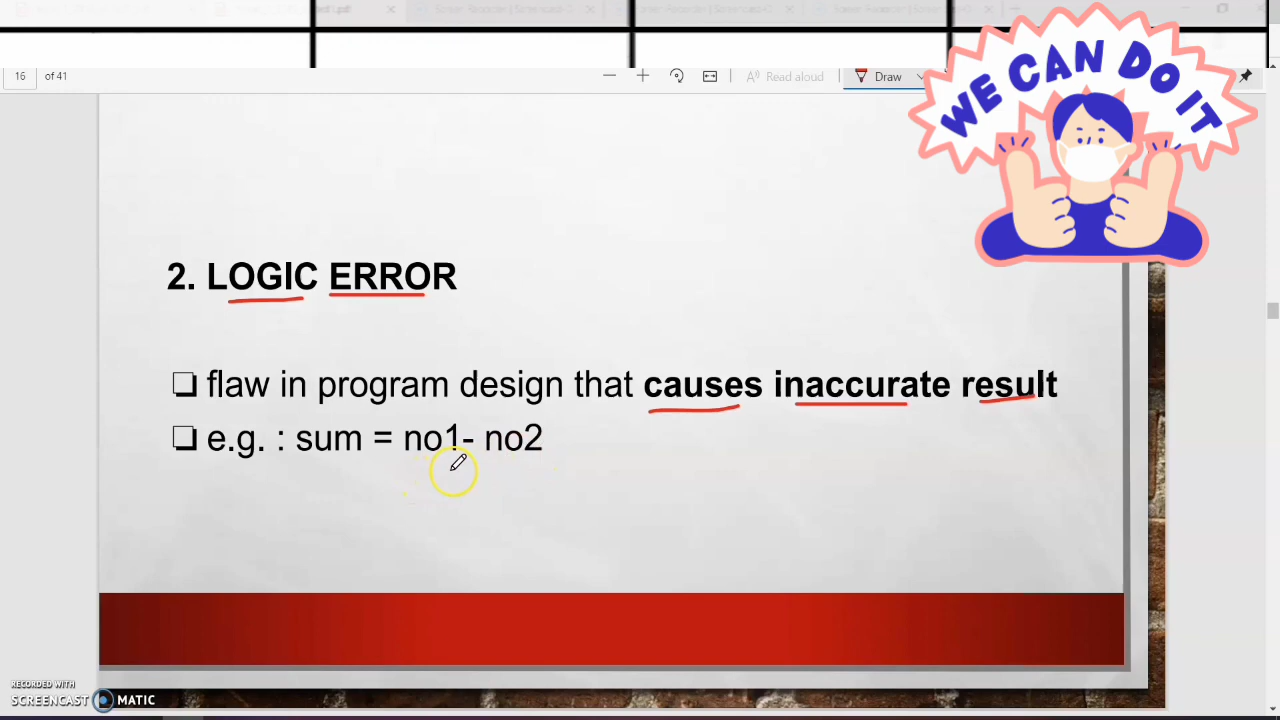 16 of 41
Read aloud
Draw
WE CAN DO IT
2. LOGIC ERROR
❑ flaw in program design that causes inaccurate result
❑ e.g. : sum = no1- no2
RECORDED WITH
SCREENCAST MATIC